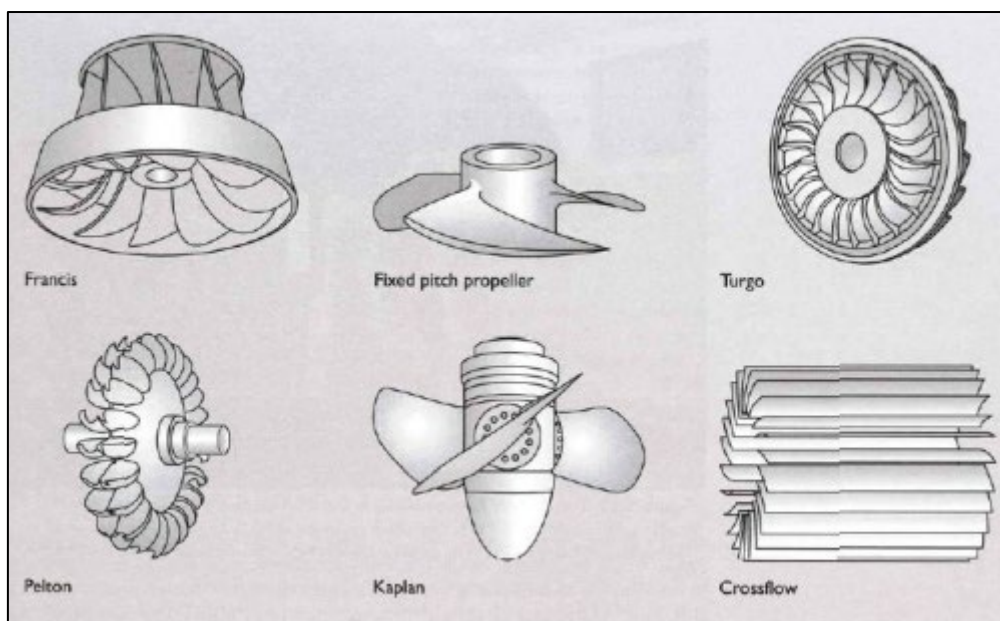 Francis
Fixed pitch propeller
Turgo
Pelton
Kaplan
Crossflow